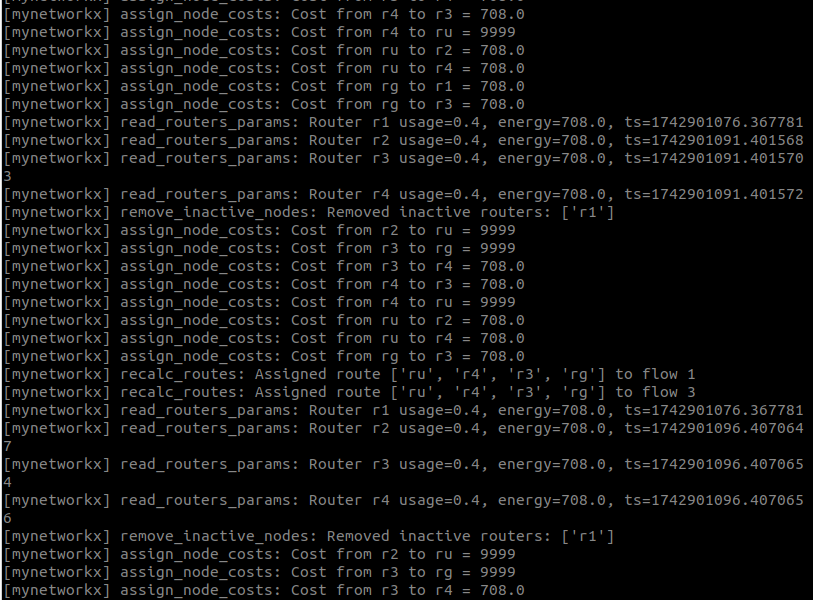 [mynetworkx] assign_node_costs: Cost from r4 to r3 = 708.0
[mynetworkx] assign_node_costs: Cost from r4 to ru = 9999
[mynetworkx] assign_node_costs: Cost from ru to r2 = 708.0
[mynetworkx] assign_node_costs: Cost from ru to r4 = 708.0
[mynetworkx] assign_node_costs: Cost from rg to r1 = 708.0
[mynetworkx] assign_node_costs: Cost from rg to r3 = 708.0
[mynetworkx] read_routers_params: Router r1 usage=0.4, energy=708.0, ts=1742901076.367781
[mynetworkx] read_routers_params: Router r2 usage=0.4, energy=708.0, ts=1742901091.401568
[mynetworkx] read_routers_params: Router r3 usage=0.4, energy=708.0, ts=1742901091.401570
3
[mynetworkx] read_routers_params: Router r4 usage=0.4, energy=708.0, ts=1742901091.401572
[mynetworkx] remove_inactive_nodes: Removed inactive routers: ['r1']
[mynetworkx] assign_node_costs: Cost from r2 to ru = 9999
[mynetworkx] assign_node_costs: Cost from r3 to rg = 9999
[mynetworkx] assign_node_costs: Cost from r3 to r4 = 708.0
[mynetworkx] assign_node_costs: Cost from r4 to r3 = 708.0
[mynetworkx] assign_node_costs: Cost from r4 to ru = 9999
[mynetworkx] assign_node_costs: Cost from ru to r2 = 708.0
[mynetworkx] assign_node_costs: Cost from ru to r4 = 708.0
[mynetworkx] assign_node_costs: Cost from rg to r3 = 708.0
[mynetworkx] recalc_routes: Assigned route ['ru', 'r4', 'r3', 'rg'] to flow 1
[mynetworkx] recalc_routes: Assigned route ['ru', 'r4', 'r3', 'rg'] to flow 3
[mynetworkx] read_routers_params: Router r1 usage=0.4, energy=708.0, ts=1742901076.367781
[mynetworkx] read_routers_params: Router r2 usage=0.4, energy=708.0, ts=1742901096.407064
7
[mynetworkx] read_routers_params: Router r3 usage=0.4, energy=708.0, ts=1742901096.407065
4
[mynetworkx] read_routers_params: Router r4 usage=0.4, energy=708.0, ts=1742901096.407065
6
[mynetworkx] remove_inactive_nodes: Removed inactive routers: ['r1']
[mynetworkx] assign_node_costs: Cost from r2 to ru = 9999
[mynetworkx] assign_node_costs: Cost from r3 to rg = 9999
[mynetworkx] assign_node_costs: Cost from r3 to r4 = 708.0